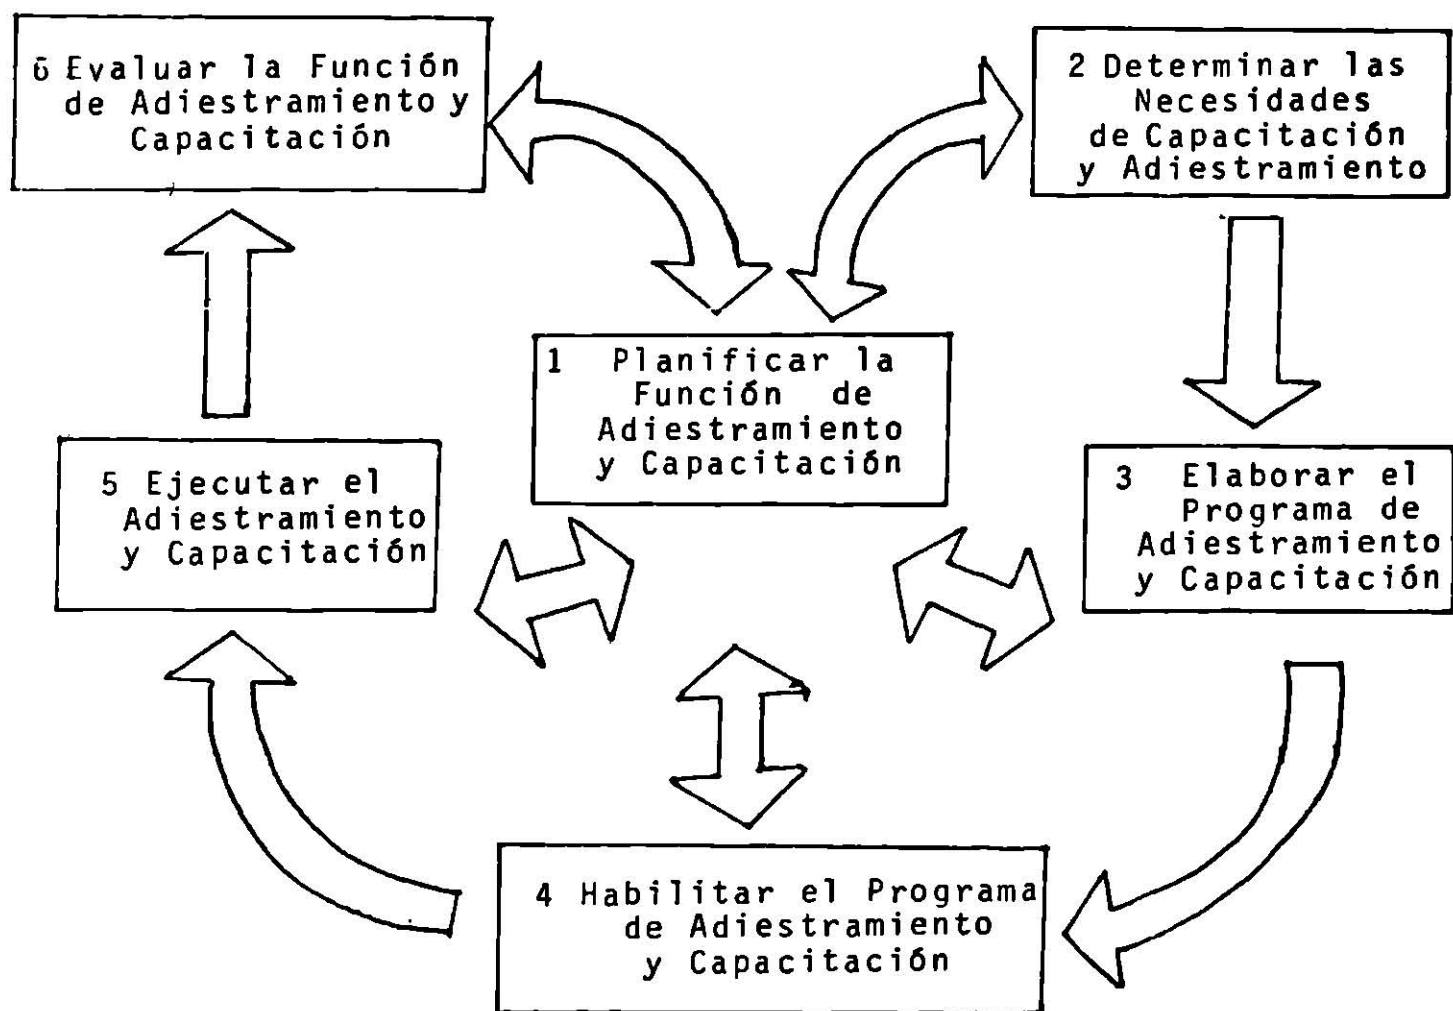 6 Evaluar la Función
de Adiestramiento y
Capacitación
2 Determinar las
Necesidades
de Capacitación
y Adiestramiento
1 Planificar la
Función de
Adiestramiento
y Capacitación
5 Ejecutar el
Adiestramiento
y Capacitación
3 Elaborar el
Programa de
Adiestramiento
y Capacitación
4 Habilitar el Programa
de Adiestramiento
y Capacitación